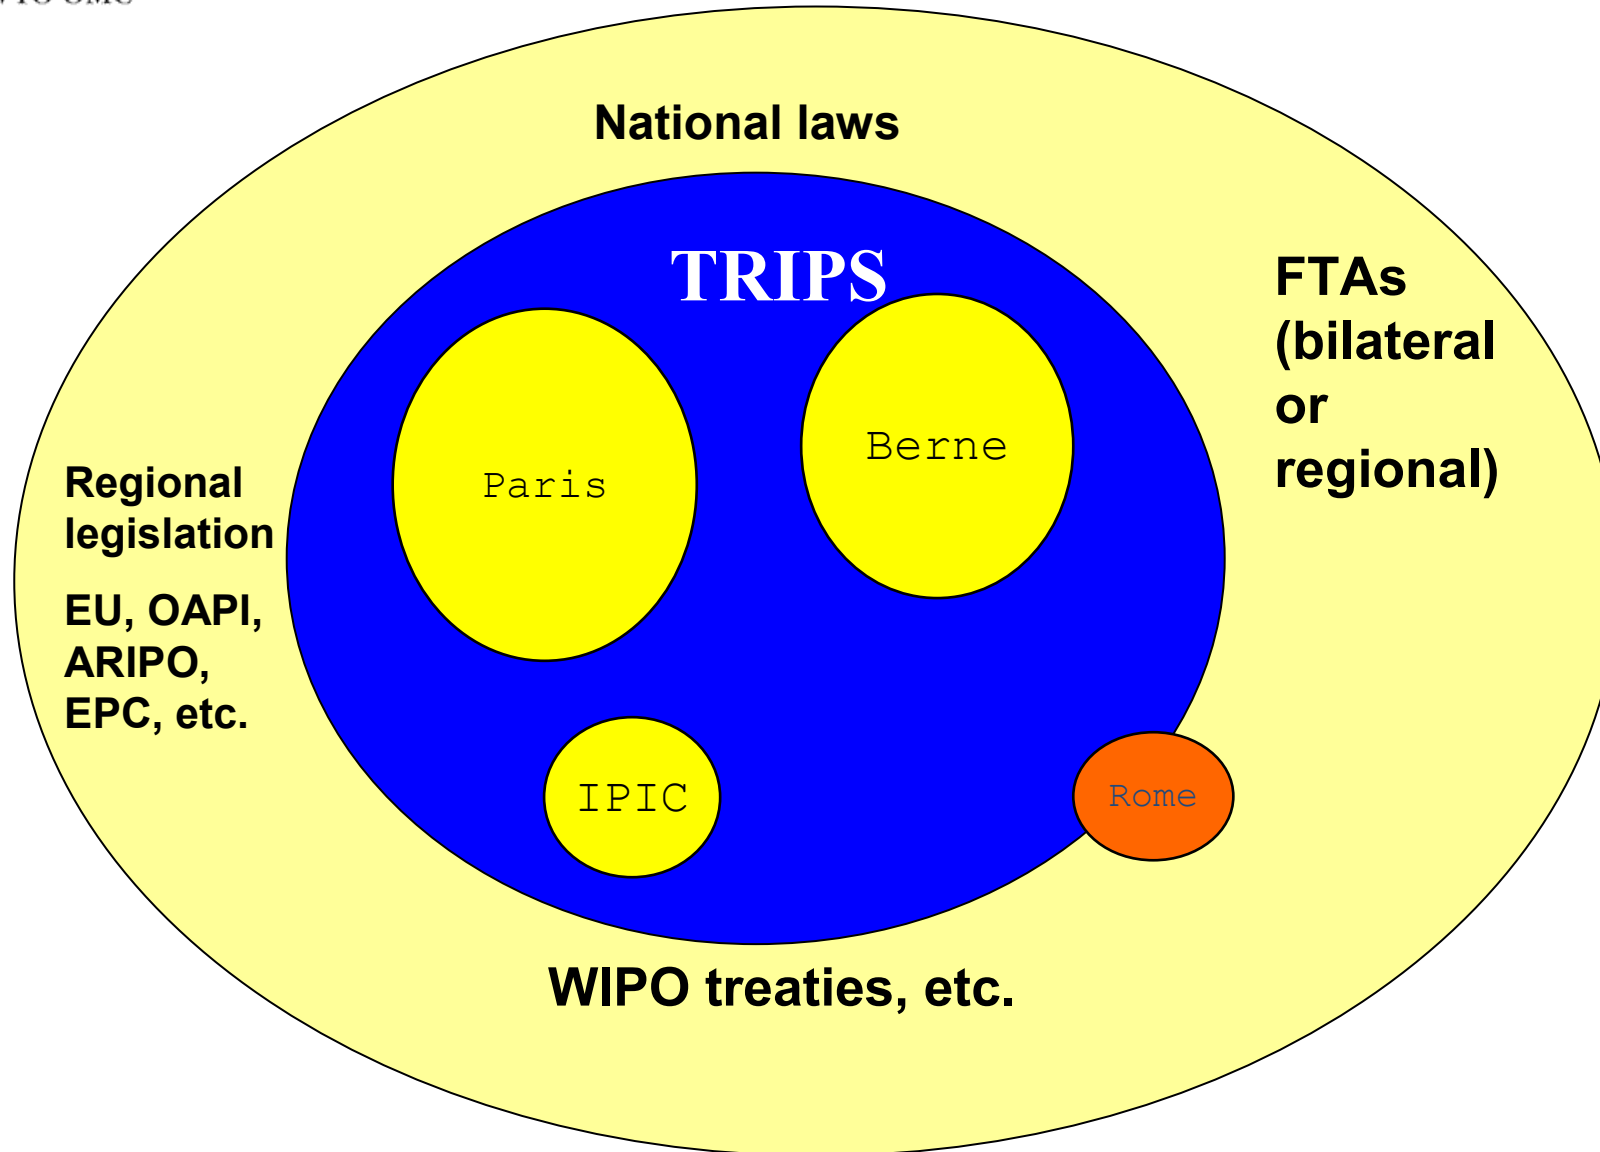 OMC
National laws
TRIPS
FTAs
(bilateral
or
regional)
Berne
Paris
Regional
legislation
EU, OAPI,
ARIPO,
EPC, etc.
IPIC
Rome
WIPO treaties, etc.